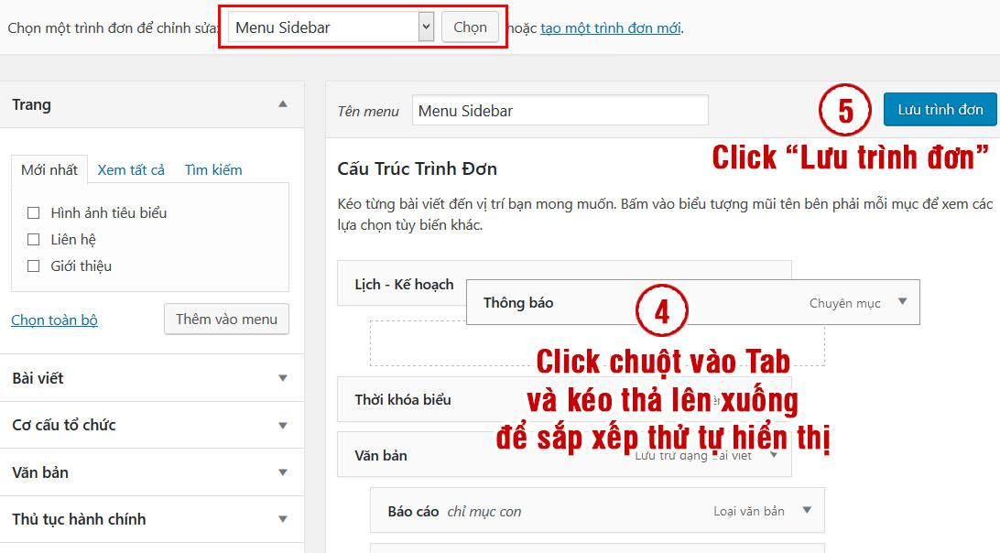 Chọn một trình đơn để chỉnh sửa: Menu Sidebar Chọn hoặc tạo một trình đơn mới.
Trang
Mới nhất Xem tất cả Tìm kiếm
Hình ảnh tiêu biểu
Liên hệ
Giới thiệu
Chọn toàn bộ Thêm vào menu
Bài viết
Cơ cấu tổ chức
Văn bản
Thủ tục hành chính
Tên menu Menu Sidebar 5 Lưu trình đơn
Click “Lưu trình đơn”
Cấu Trúc Trình Đơn
Kéo từng bài viết đến vị trí bạn mong muốn. Bấm vào biểu tượng mũi tên bên phải mỗi mục để xem các
lựa chọn tùy biến khác.
Lịch - Kế hoạch
Thông báo 4 Chuyên mục
Click chuột vào Tab
và kéo thả lên xuống
để sắp xếp thử tự hiển thị
Thời khóa biểu
Văn bản Lưu trữ dạng bài viết
Báo cáo chỉ mục con Loại văn bản